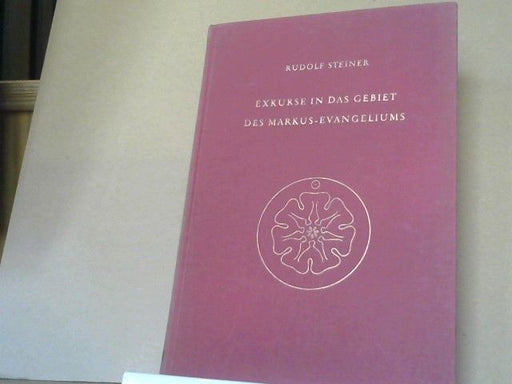 RUDOLF STEINER
EXKURSE IN DAS GEBIET
DES MARKUS-EVANGELIUMS